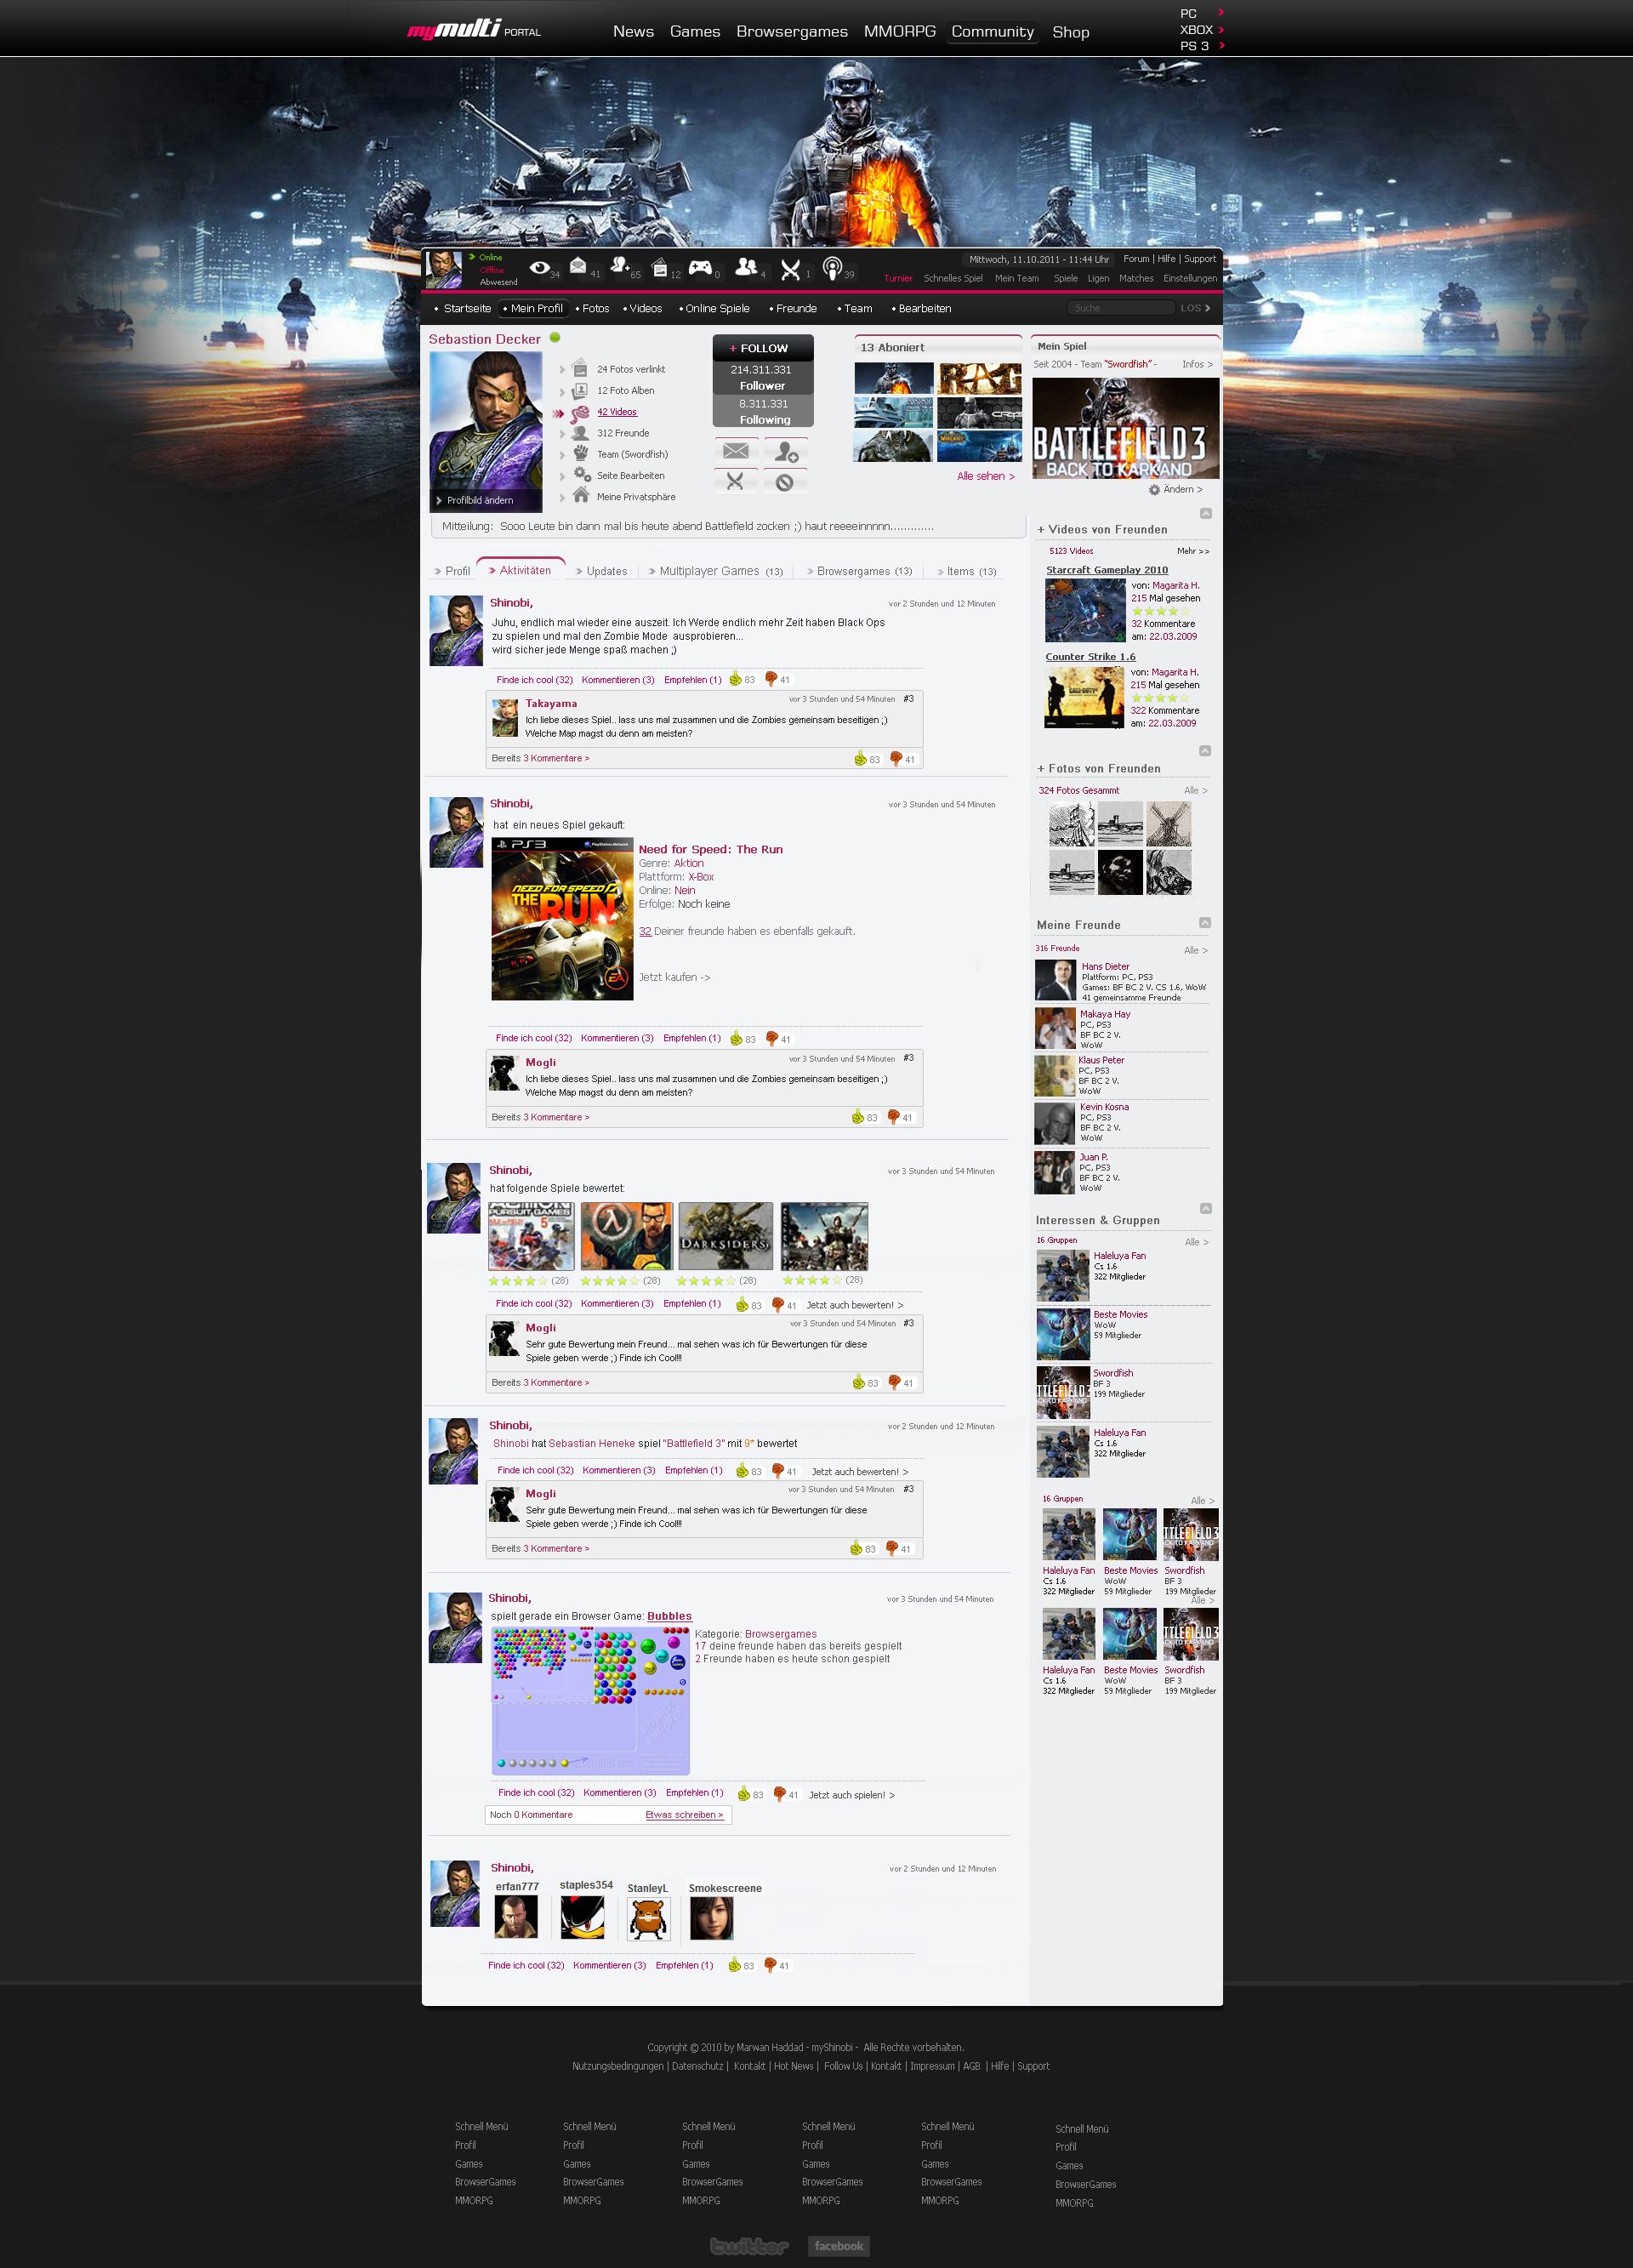 mymulti PORTAL
News Games Browsergames MMORPG Community Shop
PC
XBOX
PS 3
Online
Offline
Abwesend
34 41 65 12 0 4 1 39
Mittwoch, 11.10.2011 - 11:44 Uhr
Forum | Hilfe | Support
Turnier Schnelles Spiel Mein Team Spiele Ligen Matches Einstellungen
Startseite Mein Profil Fotos Videos Online Spiele Freunde Team Bearbeiten
Suche LOS
Sebastion Decker
Profilbild ändern
24 Fotos verlinkt
12 Foto Alben
42 Videos
312 Freunde
Team (Swordfish)
Seite Bearbeiten
Meine Privatsphäre
+ FOLLOW
214.311.331
Follower
8.311.331
Following
13 Aboniert
Alle sehen >
Mein Spiel
Seit 2004 - Team "Swordfish" - Infos >
BATTLEFIELD 3
BACK TO KARKAND
Ändern >
Mitteilung: Sooo Leute bin dann mal bis heute abend Battlefield zocken ;) haut reeeeinnnnn.............
Profil Aktivitäten Updates Multiplayer Games (13) Browsergames (13) Items (13)
Shinobi,
vor 2 Stunden und 12 Minuten
Juhu, endlich mal wieder eine auszeit. Ich Werde endlich mehr Zeit haben Black Ops
zu spielen und mal den Zombie Mode ausprobieren...
wird sicher jede Menge spaß machen ;)
Finde ich cool (32) Kommentieren (3) Empfehlen (1) 83 41
Takayama
vor 3 Stunden und 54 Minuten #3
Ich liebe dieses Spiel.. lass uns mal zusammen und die Zombies gemeinsam beseitigen ;)
Welche Map magst du denn am meisten?
Bereits 3 Kommentare > 83 41
Shinobi,
vor 3 Stunden und 54 Minuten
hat ein neues Spiel gekauft:
PS3 PlayStation Network
NEED FOR SPEED
THE RUN
EA
Need for Speed: The Run
Genre: Aktion
Plattform: X-Box
Online: Nein
Erfolge: Noch keine
32 Deiner freunde haben es ebenfalls gekauft.
Jetzt kaufen ->
Finde ich cool (32) Kommentieren (3) Empfehlen (1) 83 41
Mogli
vor 3 Stunden und 54 Minuten #3
Ich liebe dieses Spiel.. lass uns mal zusammen und die Zombies gemeinsam beseitigen ;)
Welche Map magst du denn am meisten?
Bereits 3 Kommentare > 83 41
Shinobi,
vor 3 Stunden und 54 Minuten
hat folgende Spiele bewertet:
ACTION
PURSUIT GAMES
DARKSIDERS
(28) (28) (28) (28)
Finde ich cool (32) Kommentieren (3) Empfehlen (1) 83 41 Jetzt auch bewerten! >
Mogli
vor 3 Stunden und 54 Minuten #3
Sehr gute Bewertung mein Freund... mal sehen was ich für Bewertungen für diese
Spiele geben werde ;) Finde ich Cool!!!
Bereits 3 Kommentare > 83 41
Shinobi,
vor 2 Stunden und 12 Minuten
Shinobi hat Sebastian Heneke spiel "Battlefield 3" mit 9* bewertet
Finde ich cool (32) Kommentieren (3) Empfehlen (1) 83 41 Jetzt auch bewerten! >
Mogli
vor 3 Stunden und 54 Minuten #3
Sehr gute Bewertung mein Freund... mal sehen was ich für Bewertungen für diese
Spiele geben werde ;) Finde ich Cool!!!
Bereits 3 Kommentare > 83 41
Shinobi,
vor 3 Stunden und 54 Minuten
spielt gerade ein Browser Game: Bubbles
Kategorie: Browsergames
17 deine freunde haben das bereits gespielt
2 Freunde haben es heute schon gespielt
Finde ich cool (32) Kommentieren (3) Empfehlen (1) 83 41 Jetzt auch spielen! >
Noch 0 Kommentare Etwas schreiben >
Shinobi,
vor 2 Stunden und 12 Minuten
erfan777 staples354 StanleyL Smokescreene
Finde ich cool (32) Kommentieren (3) Empfehlen (1) 83 41
+ Videos von Freunden
5123 Videos Mehr >>
Starcraft Gameplay 2010
von: Magarita H.
215 Mal gesehen
32 Kommentare
am: 22.03.2009
Counter Strike 1.6
von: Magarita H.
215 Mal gesehen
322 Kommentare
am: 22.03.2009
+ Fotos von Freunden
324 Fotos Gesammt Alle >
Meine Freunde
316 Freunde Alle >
Hans Dieter
Plattform: PC, PS3
Games: BF BC 2 V. CS 1.6, WoW
41 gemeinsamme Freunde
Makaya Hay
PC, PS3
BF BC 2 V.
WoW
Klaus Peter
PC, PS3
BF BC 2 V.
WoW
Kevin Kosna
PC, PS3
BF BC 2 V.
WoW
Juan P.
PC, PS3
BF BC 2 V.
WoW
Interessen & Gruppen
16 Gruppen Alle >
Haleluya Fan
Cs 1.6
322 Mitglieder
Beste Movies
WoW
59 Mitglieder
Swordfish
BF 3
199 Mitglieder
Haleluya Fan
Cs 1.6
322 Mitglieder
16 Gruppen Alle >
Haleluya Fan Beste Movies Swordfish
Cs 1.6 WoW BF 3
322 Mitglieder 59 Mitglieder 199 Mitglieder
Alle >
Haleluya Fan Beste Movies Swordfish
Cs 1.6 WoW BF 3
322 Mitglieder 59 Mitglieder 199 Mitglieder
Copyright © 2010 by Marwan Haddad - myShinobi - Alle Rechte vorbehalten.
Nutzungsbedingungen | Datenschutz | Kontakt | Hot News | Follow Us | Kontakt | Impressum | AGB | Hilfe | Support
Schnell Menü Schnell Menü Schnell Menü Schnell Menü Schnell Menü Schnell Menü
Profil Profil Profil Profil Profil Profil
Games Games Games Games Games Games
BrowserGames BrowserGames BrowserGames BrowserGames BrowserGames BrowserGames
MMORPG MMORPG MMORPG MMORPG MMORPG MMORPG
twitter facebook